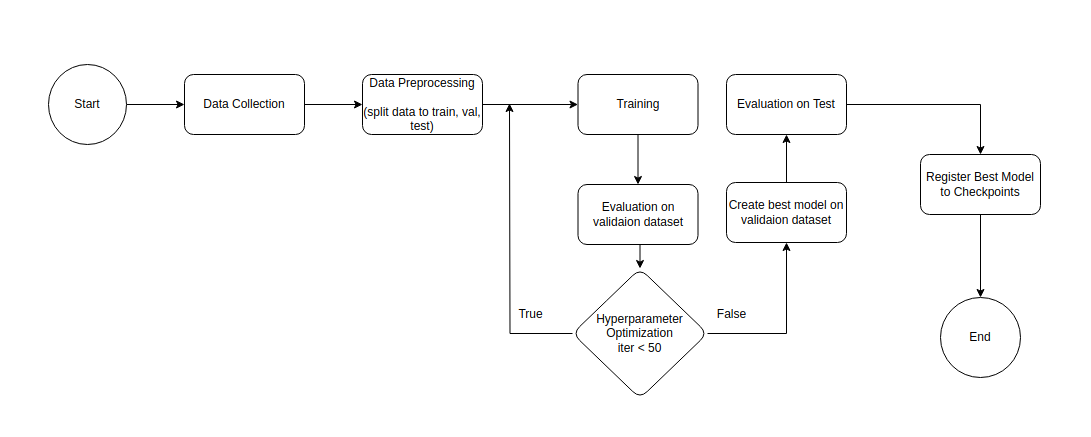 Start
Data Collection
Data Preprocessing
(split data to train, val,
test)
Training
Evaluation on Test
Evaluation on
validaion dataset
Create best model on
validaion dataset
Register Best Model
to Checkpoints
True
Hyperparameter
Optimization
iter < 50
False
End